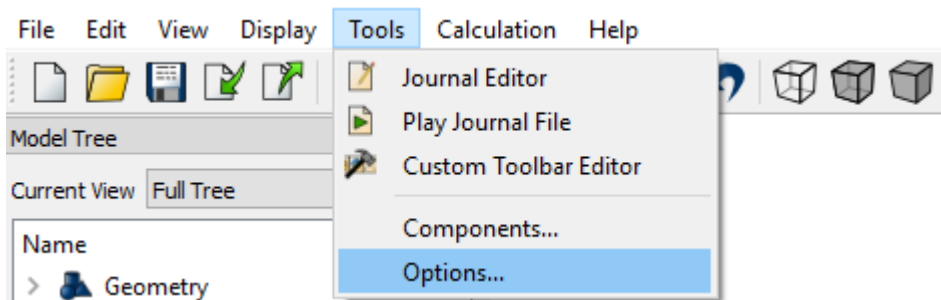 File Edit View Display Tools Calculation Help
Journal Editor
Play Journal File
Custom Toolbar Editor
Components...
Options...
Model Tree
Current View Full Tree
Name
Geometry